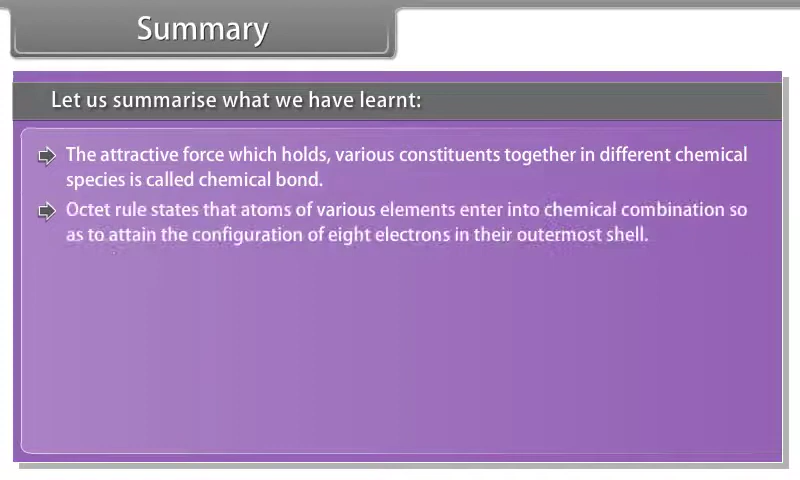 Summary
Let us summarise what we have learnt:
The attractive force which holds, various constituents together in different chemical
species is called chemical bond.
Octet rule states that atoms of various elements enter into chemical combination so
as to attain the configuration of eight electrons in their outermost shell.